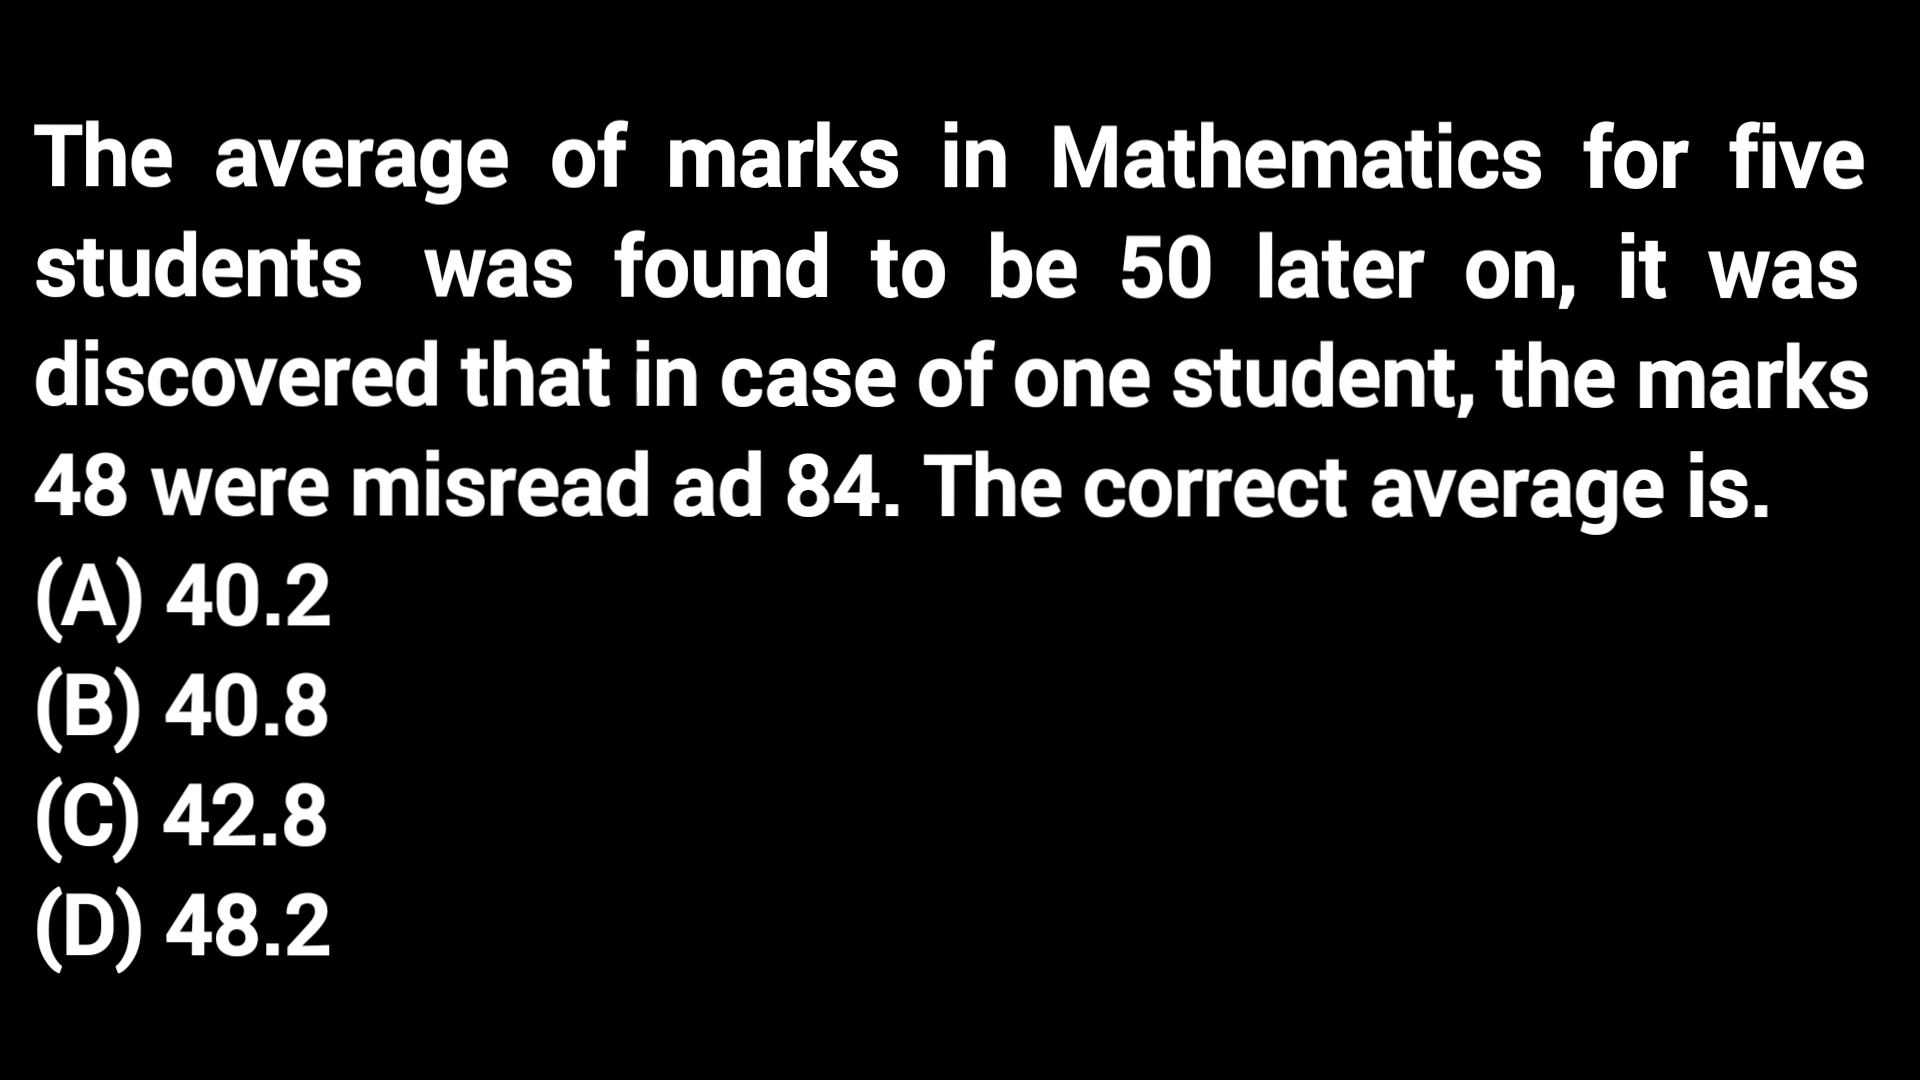 The average of marks in Mathematics for five
students was found to be 50 later on, it was
discovered that in case of one student, the marks
48 were misread ad 84. The correct average is.
(A) 40.2
(B) 40.8
(C) 42.8
(D) 48.2